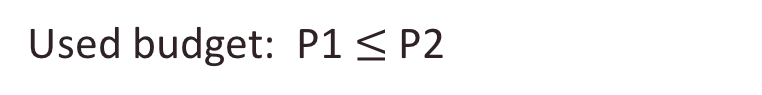 Used budget: P1 ≤ P2